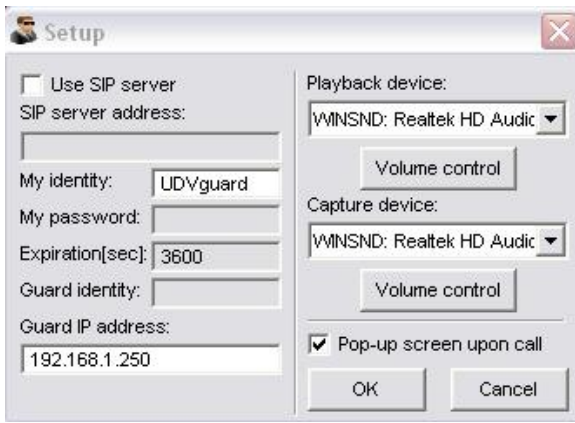 Setup
Use SIP server
SIP server address:
My identity: UDVguard
My password:
Expiration[sec]: 3600
Guard identity:
Guard IP address:
192.168.1.250
Playback device:
WINSND: Realtek HD Audic
Volume control
Capture device:
WINSND: Realtek HD Audic
Volume control
Pop-up screen upon call
OK Cancel